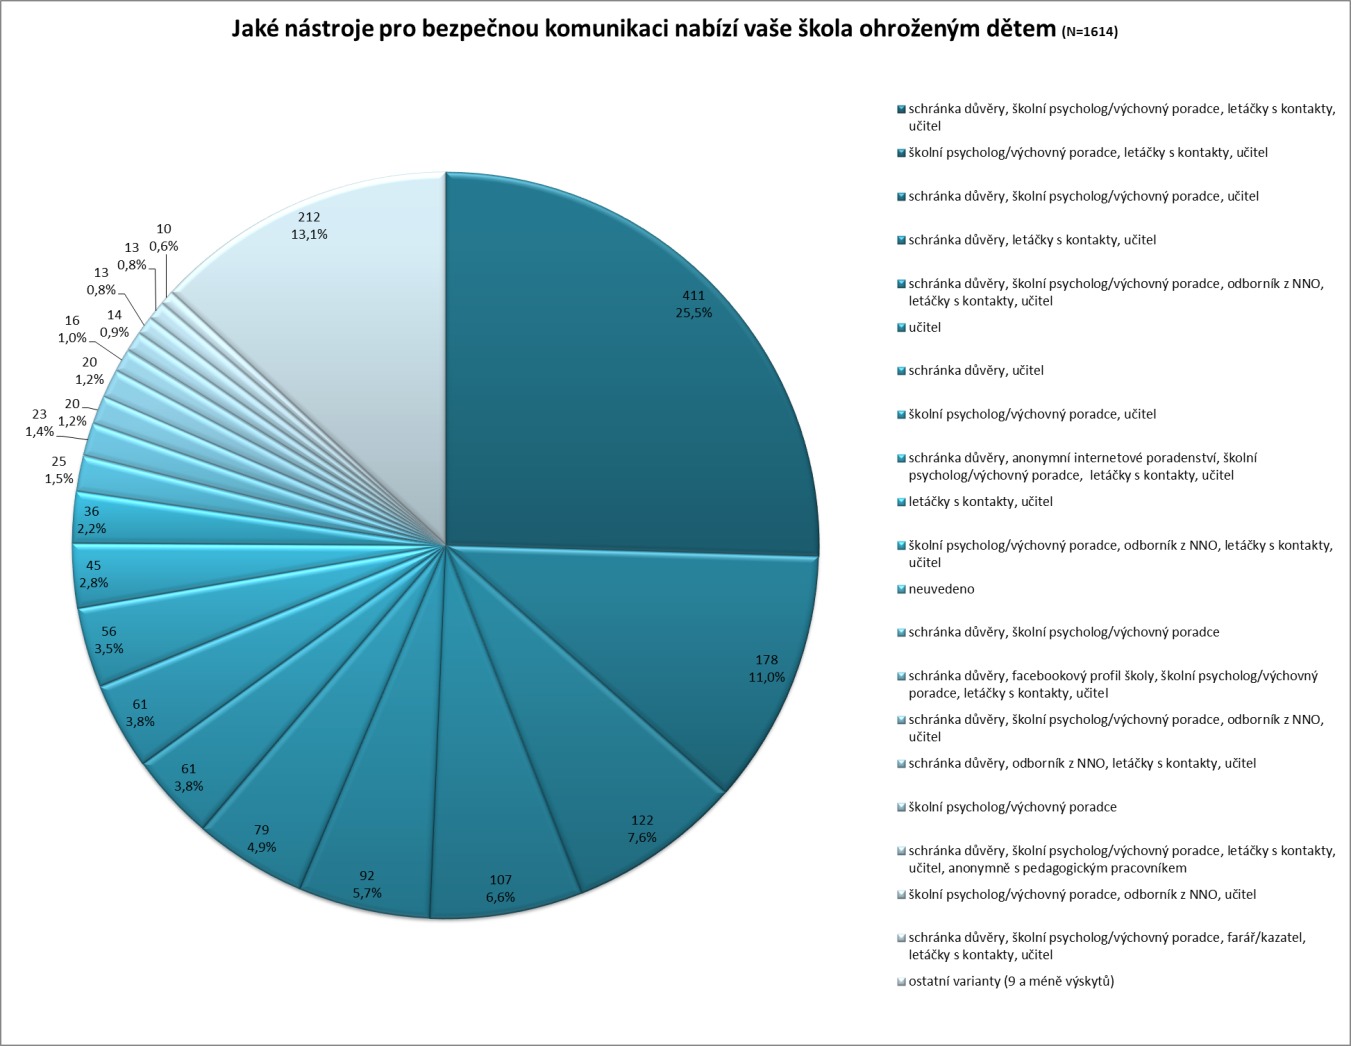 Jaké nástroje pro bezpečnou komunikaci nabízí vaše škola ohroženým dětem (N=1614)
411
25,5%
178
11,0%
122
7,6%
107
6,6%
92
5,7%
79
4,9%
61
3,8%
61
3,8%
56
3,5%
45
2,8%
36
2,2%
25
1,5%
23
1,4%
20
1,2%
20
1,2%
16
1,0%
14
0,9%
13
0,8%
13
0,8%
10
0,6%
212
13,1%
schránka důvěry, školní psycholog/výchovný poradce, letáčky s kontakty,
učitel
školní psycholog/výchovný poradce, letáčky s kontakty, učitel
schránka důvěry, školní psycholog/výchovný poradce, učitel
schránka důvěry, letáčky s kontakty, učitel
schránka důvěry, školní psycholog/výchovný poradce, odborník z NNO,
letáčky s kontakty, učitel
učitel
schránka důvěry, učitel
školní psycholog/výchovný poradce, učitel
schránka důvěry, anonymní internetové poradenství, školní
psycholog/výchovný poradce,  letáčky s kontakty, učitel
letáčky s kontakty, učitel
školní psycholog/výchovný poradce, odborník z NNO, letáčky s kontakty,
učitel
neuvedeno
schránka důvěry, školní psycholog/výchovný poradce
schránka důvěry, facebookový profil školy, školní psycholog/výchovný
poradce, letáčky s kontakty, učitel
schránka důvěry, školní psycholog/výchovný poradce, odborník z NNO,
učitel
schránka důvěry, odborník z NNO, letáčky s kontakty, učitel
školní psycholog/výchovný poradce
schránka důvěry, školní psycholog/výchovný poradce, letáčky s kontakty,
učitel, anonymně s pedagogickým pracovníkem
školní psycholog/výchovný poradce, odborník z NNO, učitel
schránka důvěry, školní psycholog/výchovný poradce, farář/kazatel,
letáčky s kontakty, učitel
ostatní varianty (9 a méně výskytů)